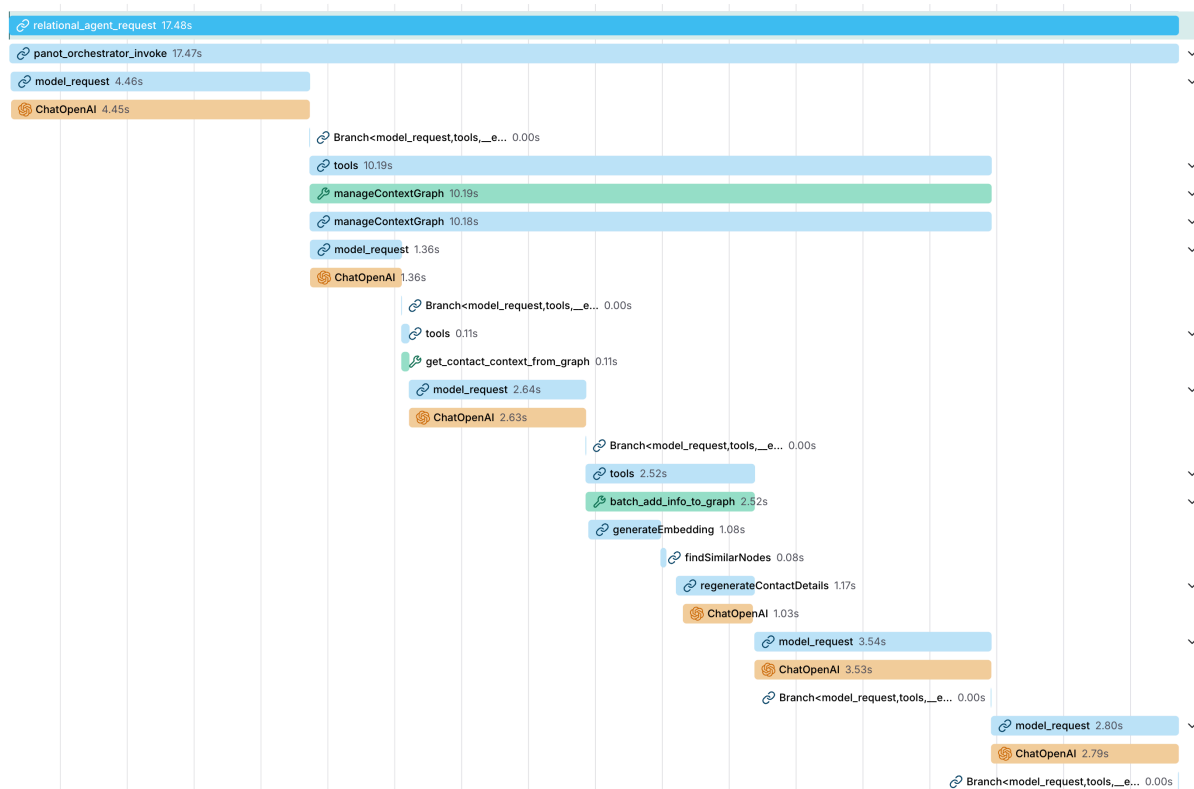 relational_agent_request 17.48s
panot_orchestrator_invoke 17.47s
model_request 4.46s
ChatOpenAI 4.45s
Branch<model_request,tools,__e... 0.00s
tools 10.19s
manageContextGraph 10.19s
manageContextGraph 10.18s
model_request 1.36s
ChatOpenAI 1.36s
Branch<model_request,tools,__e... 0.00s
tools 0.11s
get_contact_context_from_graph 0.11s
model_request 2.64s
ChatOpenAI 2.63s
Branch<model_request,tools,__e... 0.00s
tools 2.52s
batch_add_info_to_graph 2.52s
generateEmbedding 1.08s
findSimilarNodes 0.08s
regenerateContactDetails 1.17s
ChatOpenAI 1.03s
model_request 3.54s
ChatOpenAI 3.53s
Branch<model_request,tools,__e... 0.00s
model_request 2.80s
ChatOpenAI 2.79s
Branch<model_request,tools,__e... 0.00s